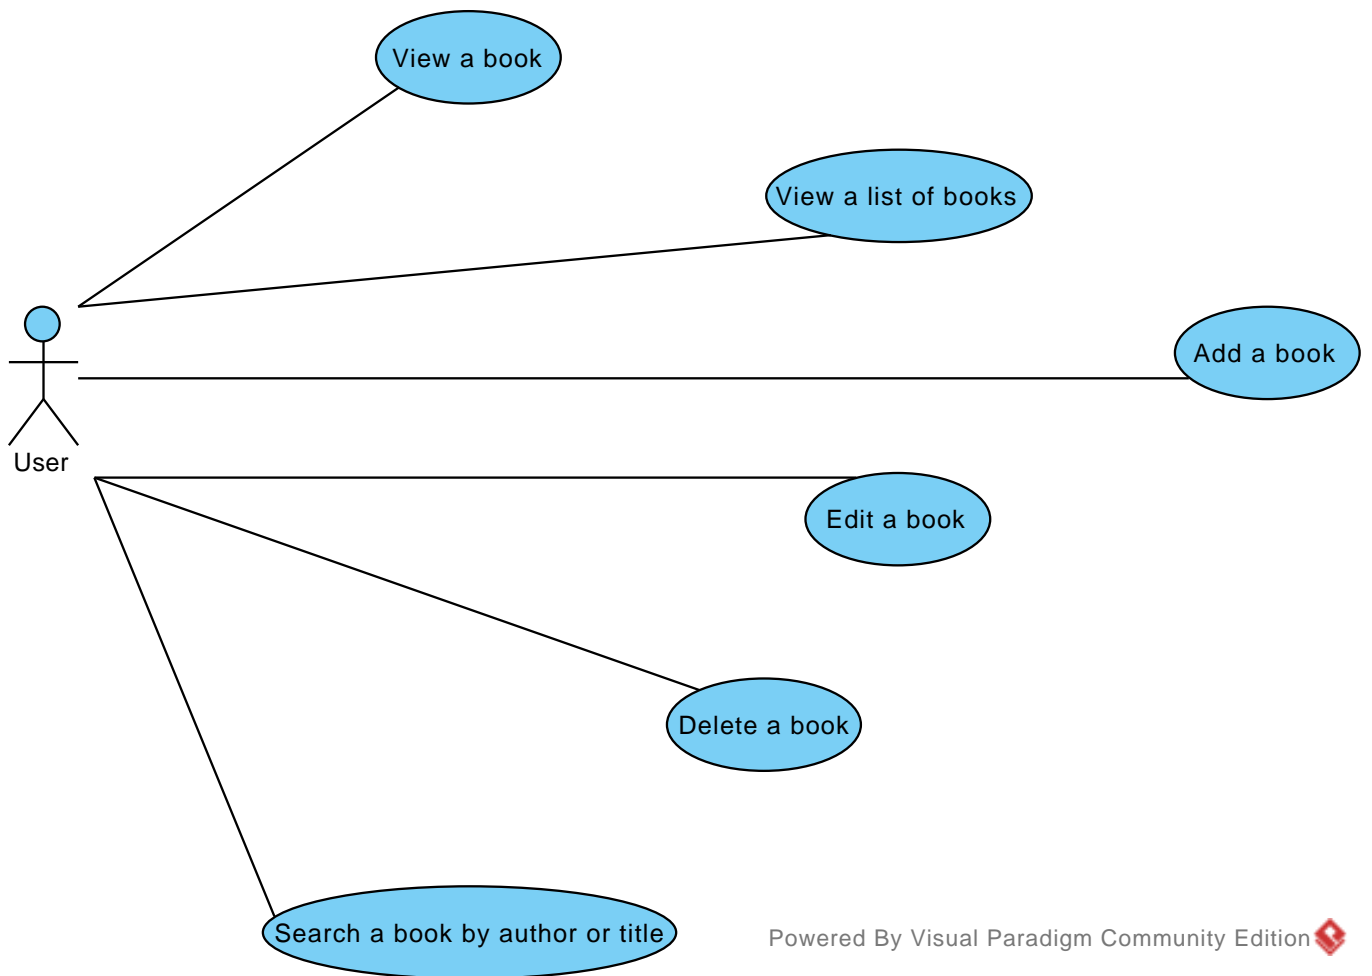 View a book
View a list of books
Add a book
User
Edit a book
Delete a book
Search a book by author or title
Powered By Visual Paradigm Community Edition